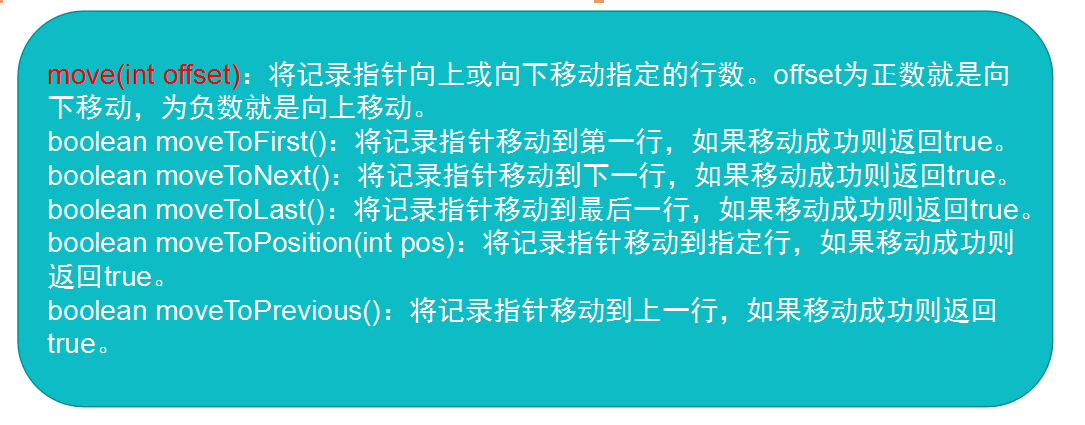 move(int offset)：将记录指针向上或向下移动指定的行数。offset为正数就是向
下移动，为负数就是向上移动。
boolean moveToFirst()：将记录指针移动到第一行，如果移动成功则返回true。
boolean moveToNext()：将记录指针移动到下一行，如果移动成功则返回true。
boolean moveToLast()：将记录指针移动到最后一行，如果移动成功则返回true。
boolean moveToPosition(int pos)：将记录指针移动到指定行，如果移动成功则
返回true。
boolean moveToPrevious()：将记录指针移动到上一行，如果移动成功则返回
true。